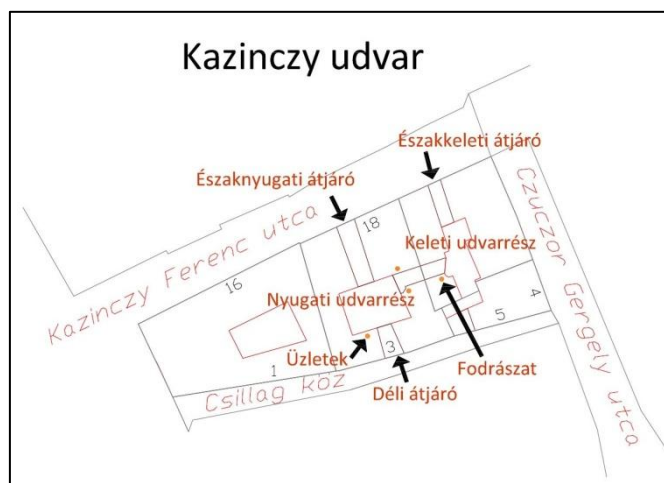 Kazinczy udvar
Északkeleti átjáró
Északnyugati átjáró
Kazinczy Ferenc utca
18
Czuczor Gergely utca
Keleti udvarrész
16
Nyugati udvarrész
4
5
Üzletek
3
Fodrászat
1
Déli átjáró
Csillag köz